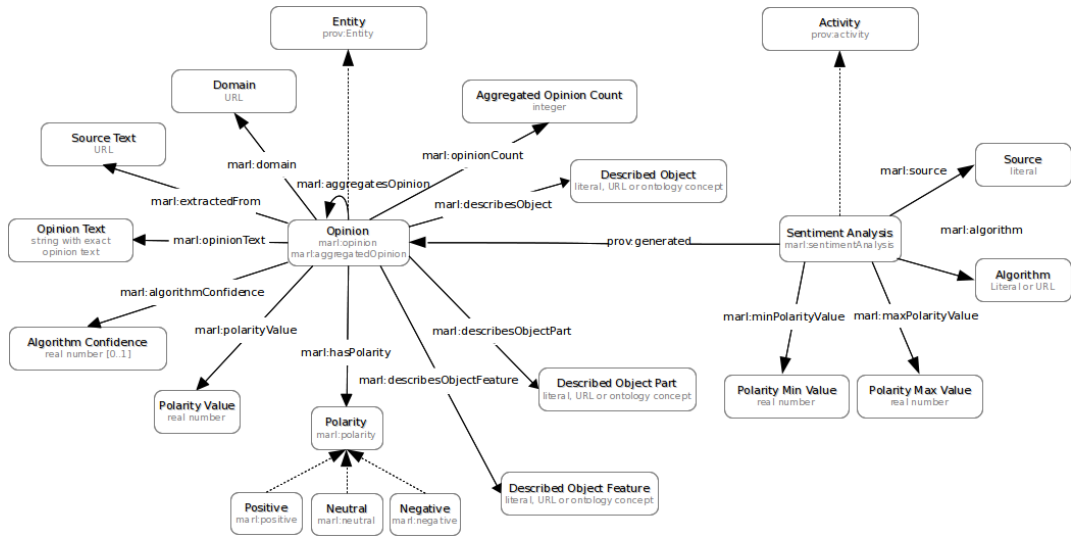 Entity
prov:Entity
Activity
prov:activity
Domain
URL
Aggregated Opinion Count
integer
Source Text
URL
marl:domain
marl:opinionCount
marl:aggregatesOpinion
Described Object
literal, URL or ontology concept
marl:source
Source
literal
marl:extractedFrom
marl:describesObject
Opinion Text
string with exact
opinion text
marl:opinionText
Opinion
marl:opinion
marl:aggregatedOpinion
prov:generated
Sentiment Analysis
marl:sentimentAnalysis
marl:algorithm
Algorithm
Literal or URL
marl:algorithmConfidence
marl:minPolarityValue
marl:maxPolarityValue
Algorithm Confidence
real number [0..1]
marl:polarityValue
marl:hasPolarity
marl:describesObjectPart
marl:describesObjectFeature
Polarity Value
real number
Described Object Part
literal, URL or ontology concept
Polarity Min Value
real number
Polarity Max Value
real number
Polarity
marl:polarity
Described Object Feature
literal, URL or ontology concept
Positive
marl:positive
Neutral
marl:neutral
Negative
marl:negative